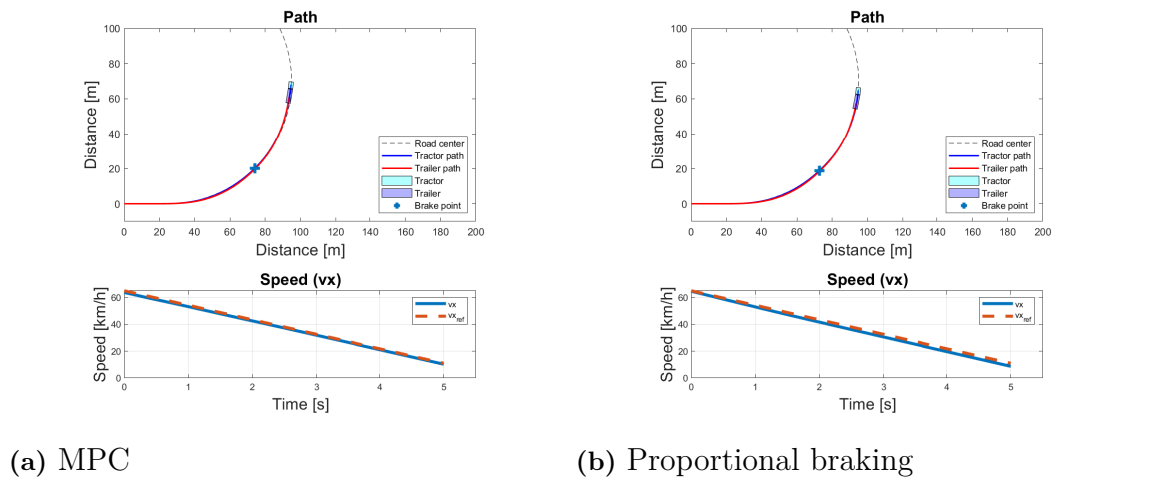 Path
Distance [m]
100
80
60
40
20
0
0 20 40 60 80 100 120 140 160 180 200
Distance [m]
Road center
Tractor path
Trailer path
Tractor
Trailer
Brake point
Speed (vx)
Speed [km/h]
60
40
20
0
0 1 2 3 4 5
Time [s]
vx
vx_ref
(a) MPC
Path
Distance [m]
100
80
60
40
20
0
0 20 40 60 80 100 120 140 160 180 200
Distance [m]
Road center
Tractor path
Trailer path
Tractor
Trailer
Brake point
Speed (vx)
Speed [km/h]
60
40
20
0
0 1 2 3 4 5
Time [s]
vx
vx_ref
(b) Proportional braking